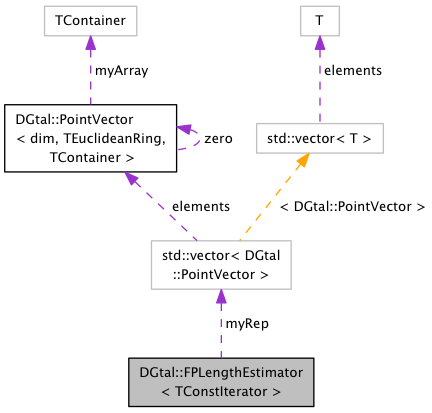 TContainer
T
myArray
elements
DGtal::PointVector
< dim, TEuclideanRing,
TContainer >
zero
std::vector< T >
elements
< DGtal::PointVector >
std::vector< DGtal
::PointVector >
myRep
DGtal::FPLengthEstimator
< TConstIterator >